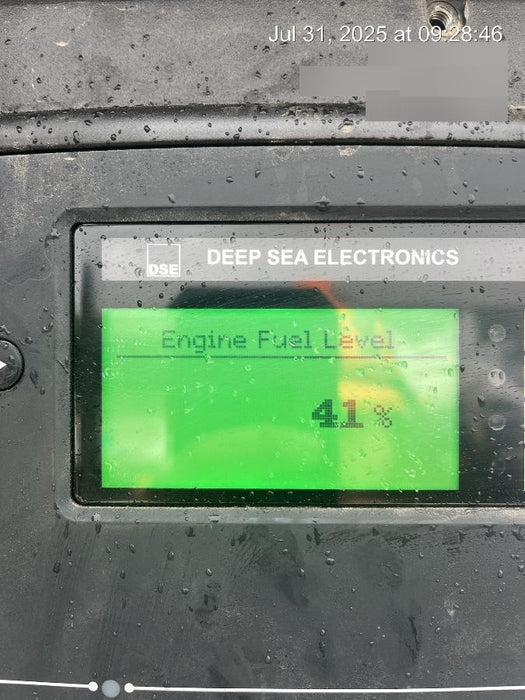 Jul 31, 2025 at 09:28:46
DSE
DEEP SEA ELECTRONICS
Engine Fuel Level
41 %